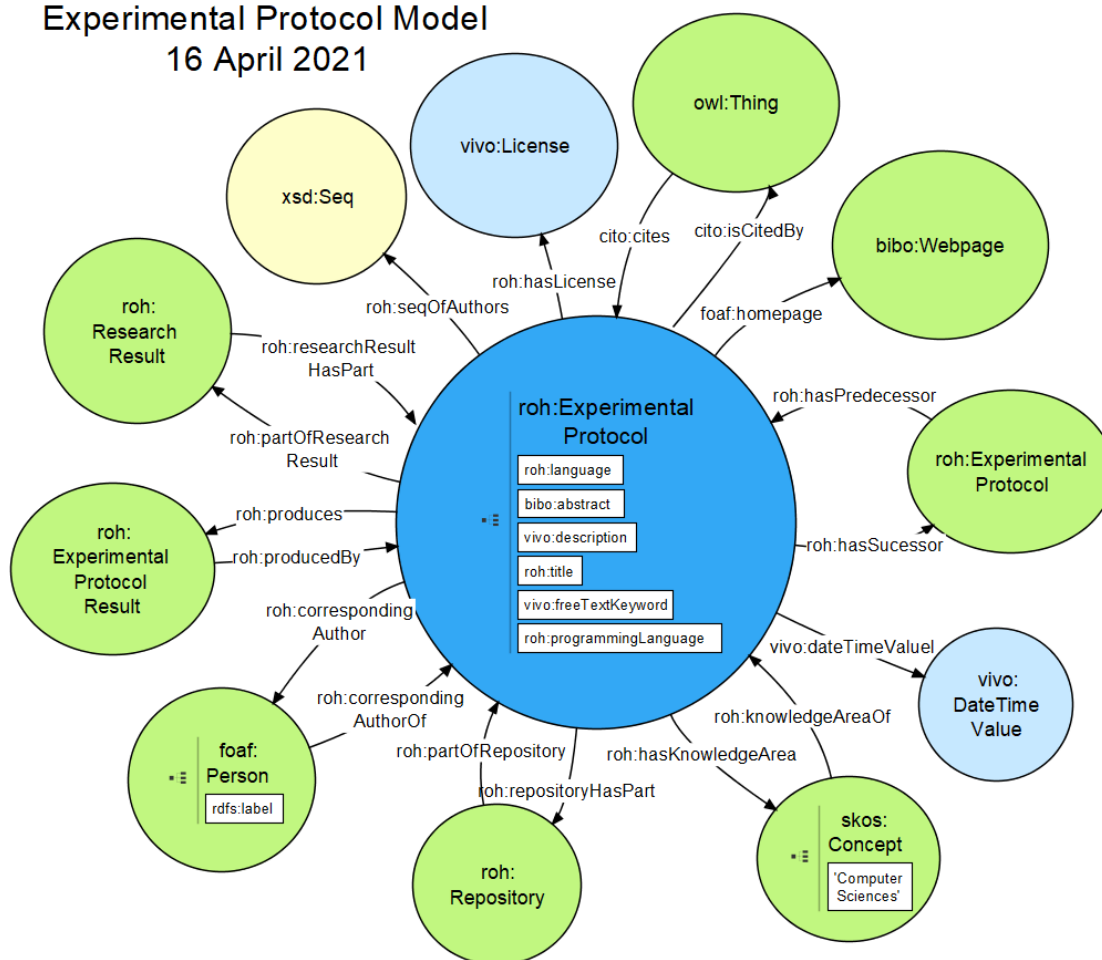 Experimental Protocol Model
16 April 2021
owl:Thing
vivo:License
xsd:Seq
cito:cites
cito:isCitedBy
bibo:Webpage
roh:hasLicense
roh:seqOfAuthors
foaf:homepage
roh:
Research
Result
roh:researchResult
HasPart
roh:partOfResearch
Result
roh:hasPredecessor
roh:Experimental
Protocol
roh:hasSucessor
roh:Experimental
Protocol
roh:language
bibo:abstract
vivo:description
roh:title
vivo:freeTextKeyword
roh:programmingLanguage
roh:produces
roh:producedBy
roh:
Experimental
Protocol
Result
roh:corresponding
Author
roh:corresponding
AuthorOf
foaf:
Person
rdfs:label
roh:partOfRepository
roh:repositoryHasPart
roh:
Repository
roh:hasKnowledgeArea
roh:knowledgeAreaOf
skos:
Concept
'Computer
Sciences'
vivo:dateTimeValuel
vivo:
DateTime
Value